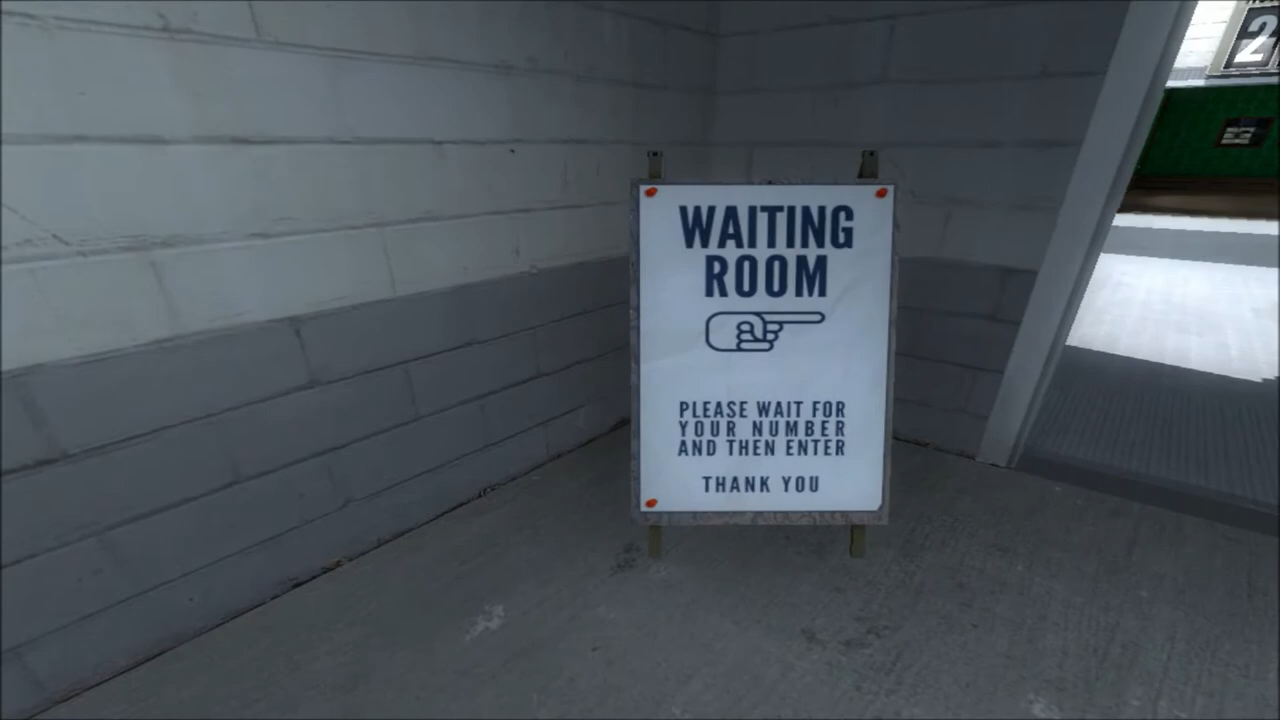 2
WAITING
ROOM
PLEASE WAIT FOR
YOUR NUMBER
AND THEN ENTER
THANK YOU